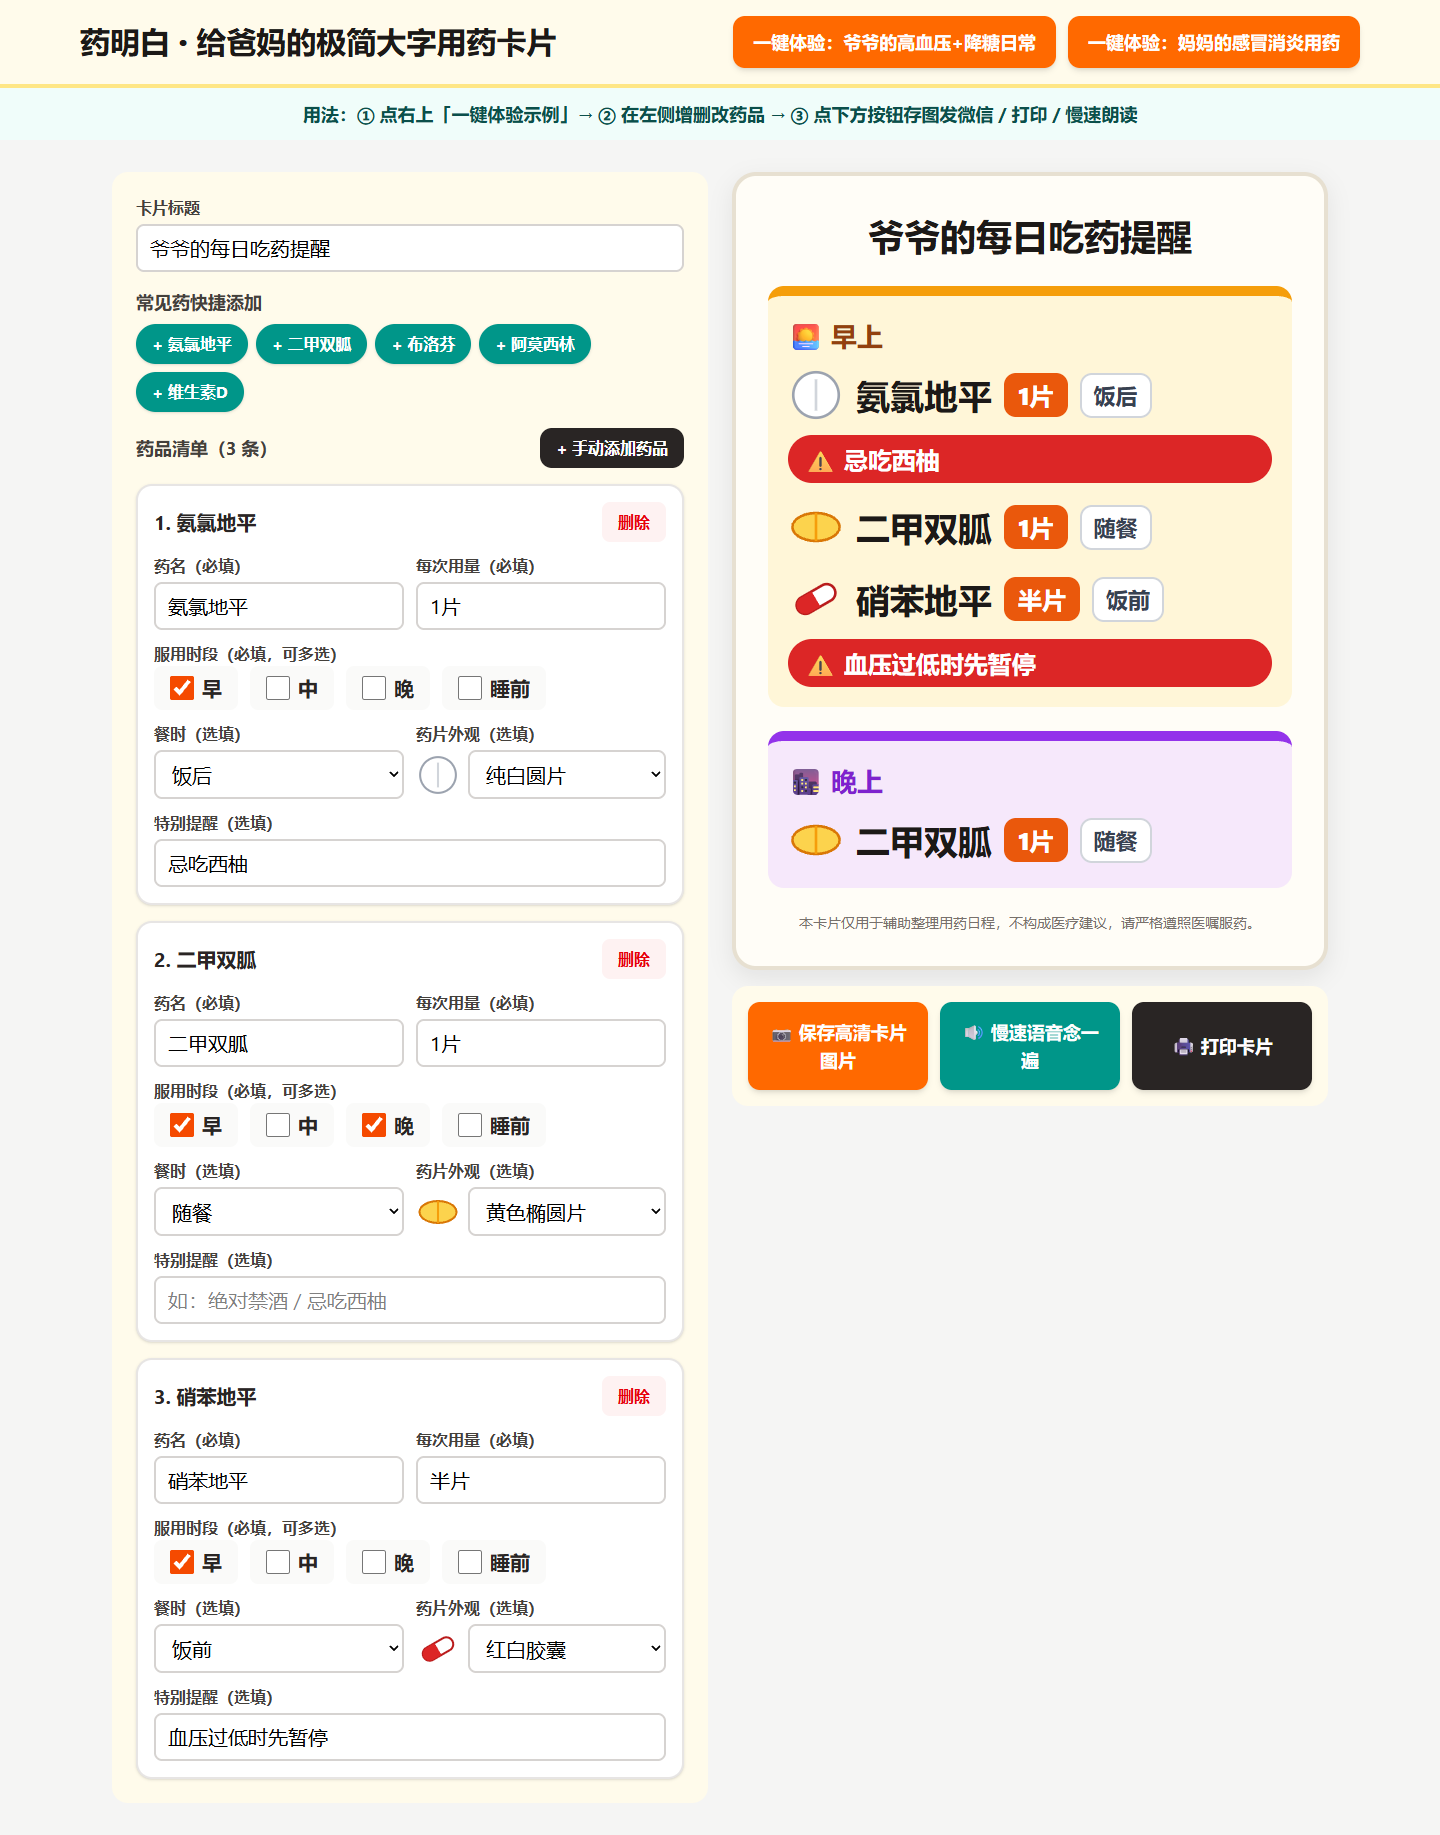 药明白 · 给爸妈的极简大字用药卡片
一键体验：爷爷的高血压+降糖日常
一键体验：妈妈的感冒消炎用药
用法：① 点右上「一键体验示例」→ ② 在左侧增删改药品 → ③ 点下方按钮存图发微信 / 打印 / 慢速朗读
卡片标题
爷爷的每日吃药提醒
常见药快捷添加
+ 氨氯地平
+ 二甲双胍
+ 布洛芬
+ 阿莫西林
+ 维生素D
药品清单（3 条）
+ 手动添加药品
1. 氨氯地平
删除
药名（必填）
每次用量（必填）
氨氯地平
1片
服用时段（必填，可多选）
早
中
晚
睡前
餐时（选填）
药片外观（选填）
饭后
纯白圆片
特别提醒（选填）
忌吃西柚
2. 二甲双胍
删除
药名（必填）
每次用量（必填）
二甲双胍
1片
服用时段（必填，可多选）
早
中
晚
睡前
餐时（选填）
药片外观（选填）
随餐
黄色椭圆片
特别提醒（选填）
如：绝对禁酒 / 忌吃西柚
3. 硝苯地平
删除
药名（必填）
每次用量（必填）
硝苯地平
半片
服用时段（必填，可多选）
早
中
晚
睡前
餐时（选填）
药片外观（选填）
饭前
红白胶囊
特别提醒（选填）
血压过低时先暂停
爷爷的每日吃药提醒
早上
氨氯地平 1片 饭后
忌吃西柚
二甲双胍 1片 随餐
硝苯地平 半片 饭前
血压过低时先暂停
晚上
二甲双胍 1片 随餐
本卡片仅用于辅助整理用药日程，不构成医疗建议，请严格遵照医嘱服药。
保存高清卡片
图片
慢速语音念一
遍
打印卡片